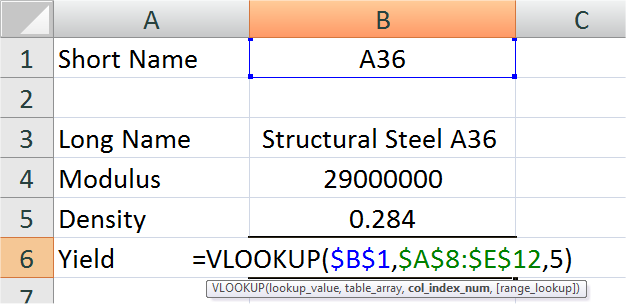 A B C
1 Short Name A36
2
3 Long Name Structural Steel A36
4 Modulus 29000000
5 Density 0.284
6 Yield =VLOOKUP($B$1,$A$8:$E$12,5)
VLOOKUP(lookup_value, table_array, col_index_num, [range_lookup])
7